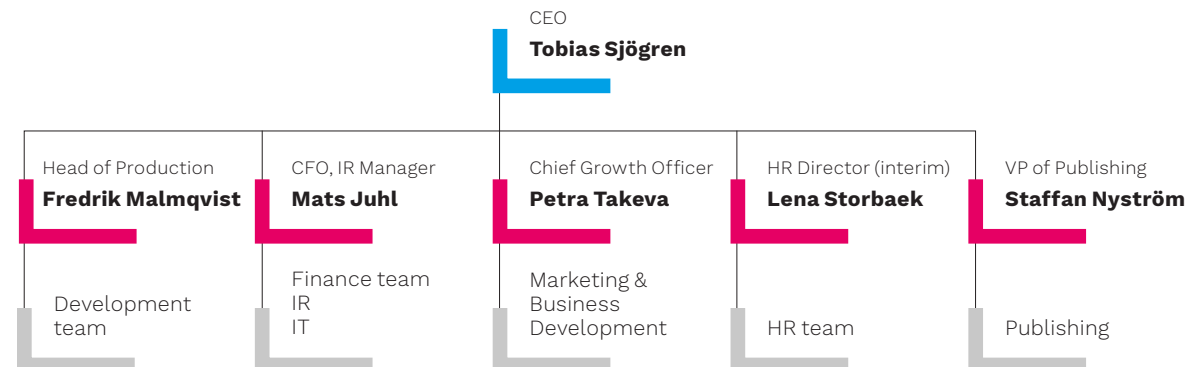 CEO
Tobias Sjögren
Head of Production
Fredrik Malmqvist
CFO, IR Manager
Mats Juhl
Chief Growth Officer
Petra Takeva
HR Director (interim)
Lena Storbaek
VP of Publishing
Staffan Nyström
Development
team
Finance team
IR
IT
Marketing &
Business
Development
HR team
Publishing